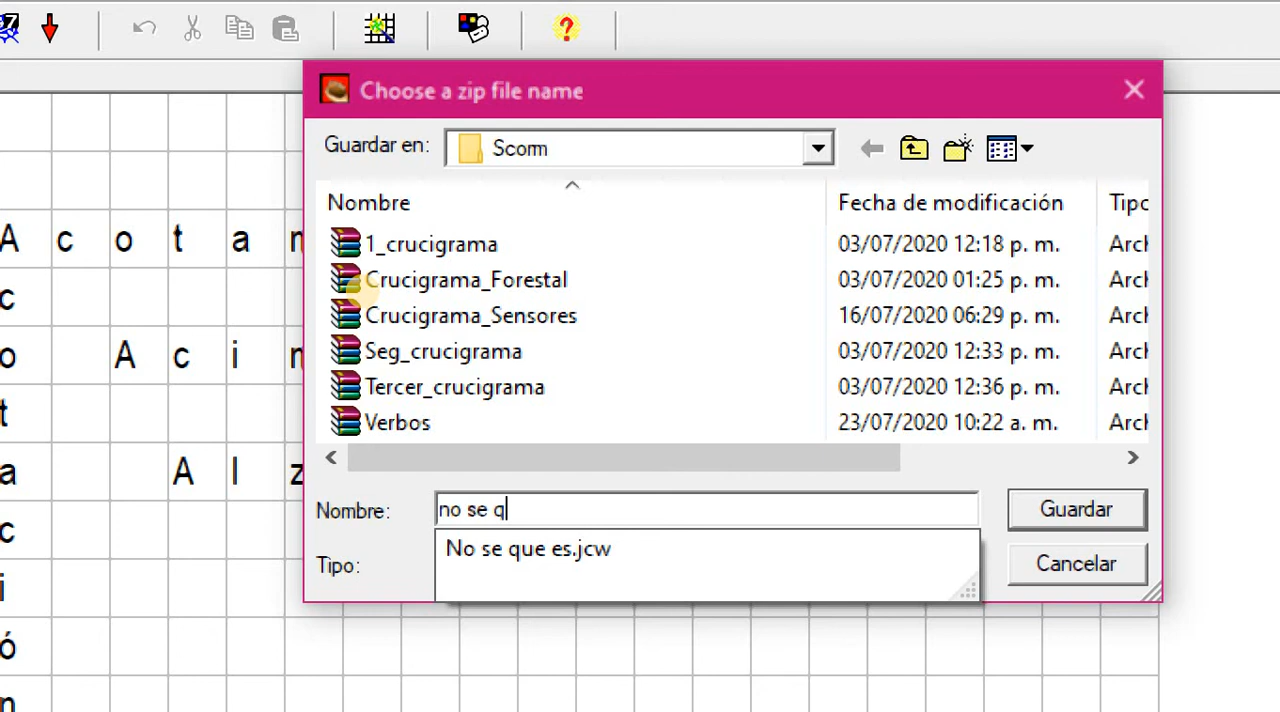 7
?
Choose a zip file name
Guardar en: Scorm
Nombre Fecha de modificación
1_crucigrama 03/07/2020 12:18 p. m.
Crucigrama_Forestal 03/07/2020 01:25 p. m.
Crucigrama_Sensores 16/07/2020 06:29 p. m.
Seg_crucigrama 03/07/2020 12:33 p. m.
Tercer_crucigrama 03/07/2020 12:36 p. m.
Verbos 23/07/2020 10:22 a. m.
Nombre: no se q Guardar
No se que es.jcw
Tipo: Cancelar
A c o t a
c
o A c i
t
a A l z
c
i
ó
n